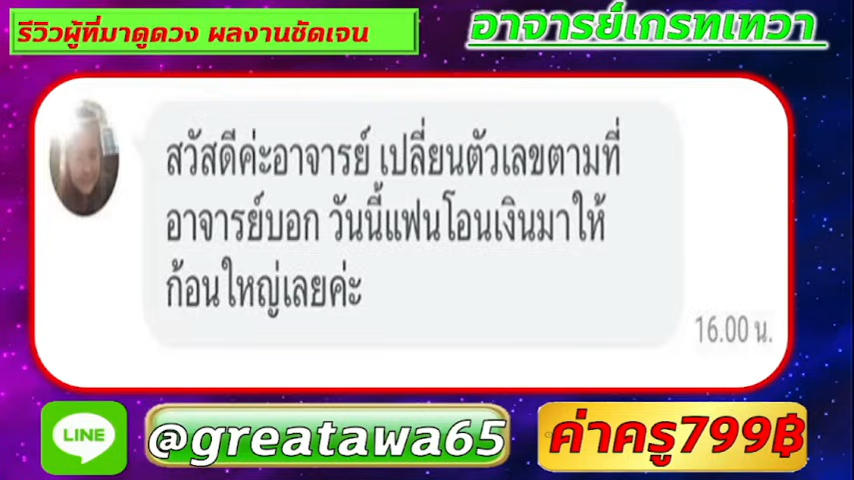 รีวิวผู้ที่มาดูดวง ผลงานชัดเจน
อาจารย์เกรทเทวา
สวัสดีค่ะอาจารย์ เปลี่ยนตัวเลขตามที่
อาจารย์บอก วันนี้แฟนโอนเงินมาให้
ก้อนใหญ่เลยค่ะ
16.00 น.
LINE
@greatawa65
ค่าครู799฿